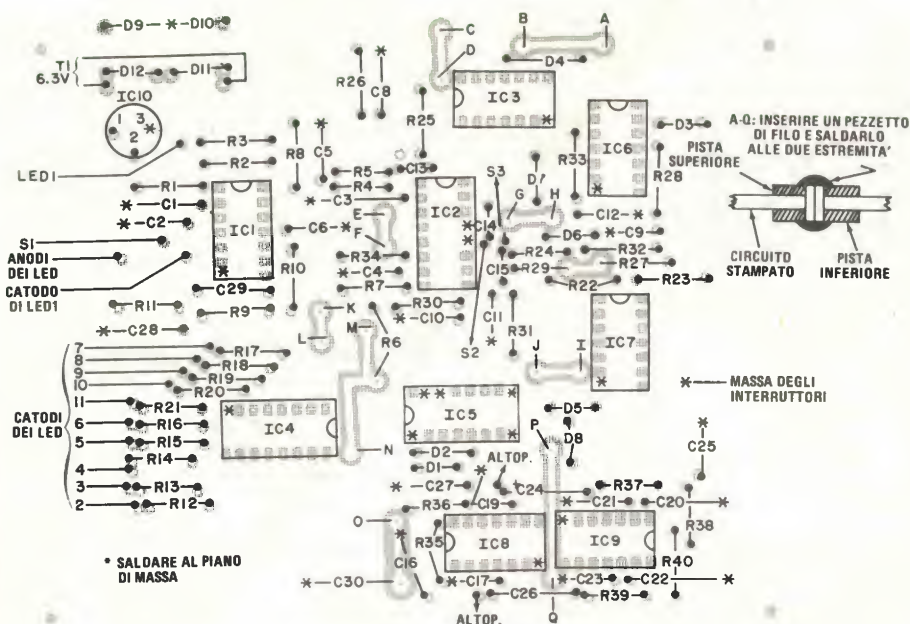 D9 * D10
C
B
A
T1
6.3V
D12
D11
D
D4
IC10
1 3
2
*
R26
C8
*
R25
IC3
*
IC6
*
D3
R33
R28
A-Q: INSERIRE UN PEZZETTO
DI FILO E SALDARLO
ALLE DUE ESTREMITA'
PISTA
SUPERIORE
CIRCUITO
STAMPATO
PISTA
INFERIORE
LED1
R3
R2
R8
*
C5
R5
R4
* C3
C13
S3
D7
G
H
R1
* C1
* C2
IC1
*
C6 *
E
F
IC2
*
C14
*
C12 *
* C9
D6
S1
ANODI
DEI LED
CATODO
DI LED1
R10
R34
* C4
R7
C15
R24
R29
R32
R27
R22
R23
C29
R11
R9
* C28
K
L
M
R6
R30
* C10
S2
C11
*
R31
IC7
*
J
I
* MASSA DEGLI
INTERRUTTORI
CATODI
DEI LED
7
R17
8
R18
9
R19
10
R20
11
R21
6
R16
5
R15
4
R14
3
R13
2
R12
* IC4
N
* * * IC5 *
D2
D1
D5
P
D8
*
C25
* C27
*
ALTOP.
+
C24
R37
R36
C19
* C21
C20 *
R38
O
*
C16
R35
IC8
*
*
IC9
R40
* C30
* C17
C26
* C23
C22 *
R39
ALTOP.
Q
* SALDARE AL PIANO
DI MASSA